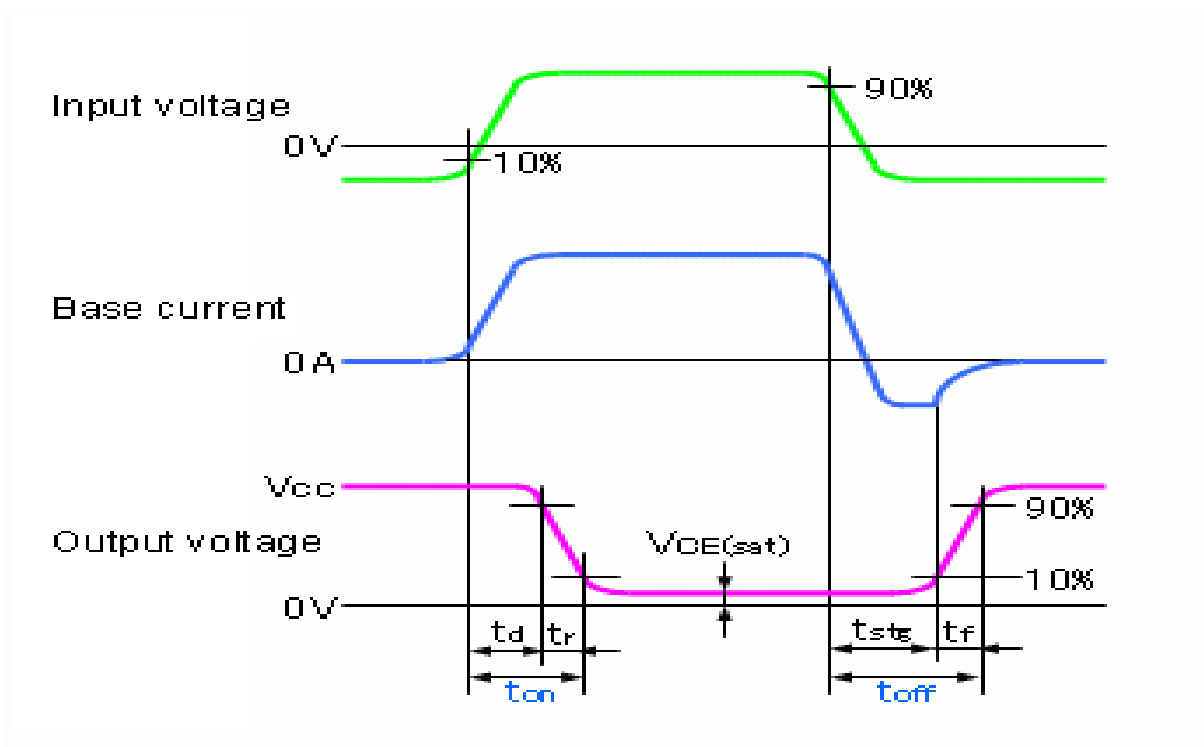 Input voltage
90%
0V
10%
Base current
0A
Vcc
90%
Output voltage
VCE(sat)
10%
0V
td
tr
tstg
tf
ton
toff